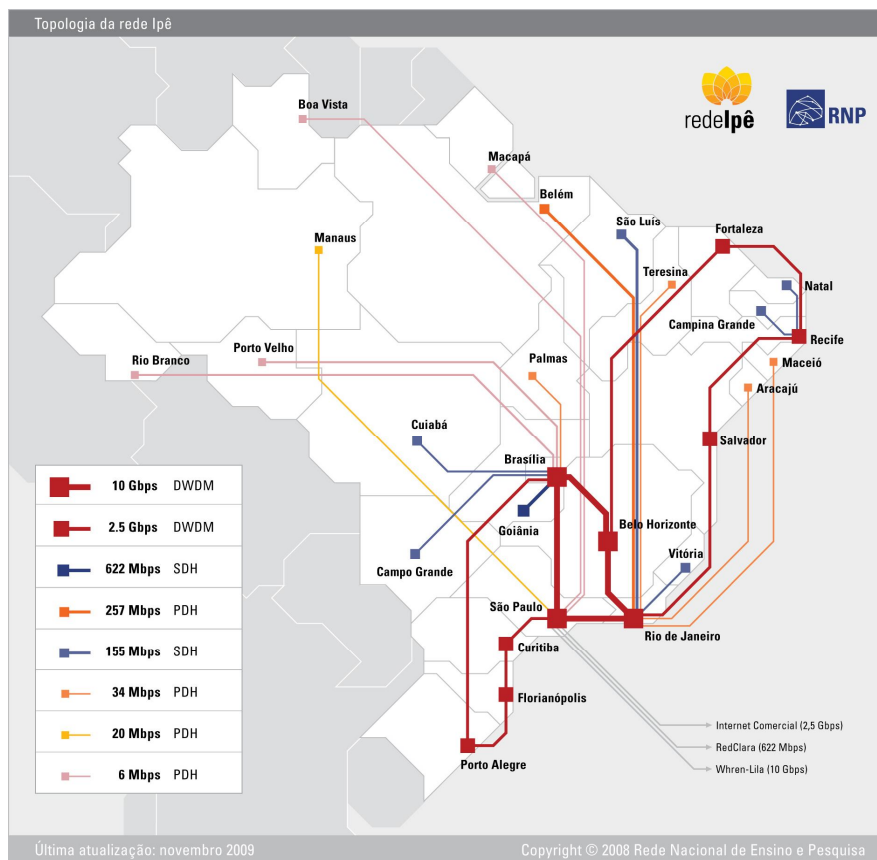 Topologia da rede Ipê
redeIpê
RNP
Boa Vista
Macapá
Belém
São Luís
Fortaleza
Manaus
Teresina
Natal
Campina Grande
Recife
Porto Velho
Rio Branco
Palmas
Maceió
Aracajú
Cuiabá
Salvador
Brasília
10 Gbps DWDM
2.5 Gbps DWDM
622 Mbps SDH
257 Mbps PDH
155 Mbps SDH
34 Mbps PDH
20 Mbps PDH
6 Mbps PDH
Goiânia
Belo Horizonte
Vitória
Campo Grande
São Paulo
Rio de Janeiro
Curitiba
Florianópolis
Porto Alegre
Internet Comercial (2,5 Gbps)
RedClara (622 Mbps)
Whren-Lila (10 Gbps)
Última atualização: novembro 2009
Copyright © 2008 Rede Nacional de Ensino e Pesquisa